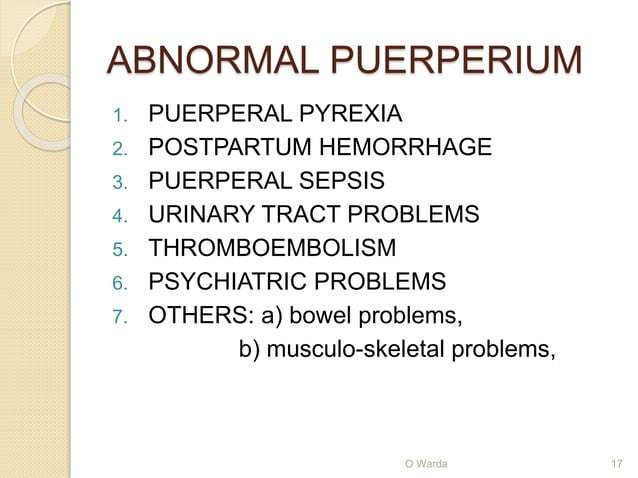 ABNORMAL PUERPERIUM
1. PUERPERAL PYREXIA
2. POSTPARTUM HEMORRHAGE
3. PUERPERAL SEPSIS
4. URINARY TRACT PROBLEMS
5. THROMBOEMBOLISM
6. PSYCHIATRIC PROBLEMS
7. OTHERS: a) bowel problems,
b) musculo-skeletal problems,
O Warda 17